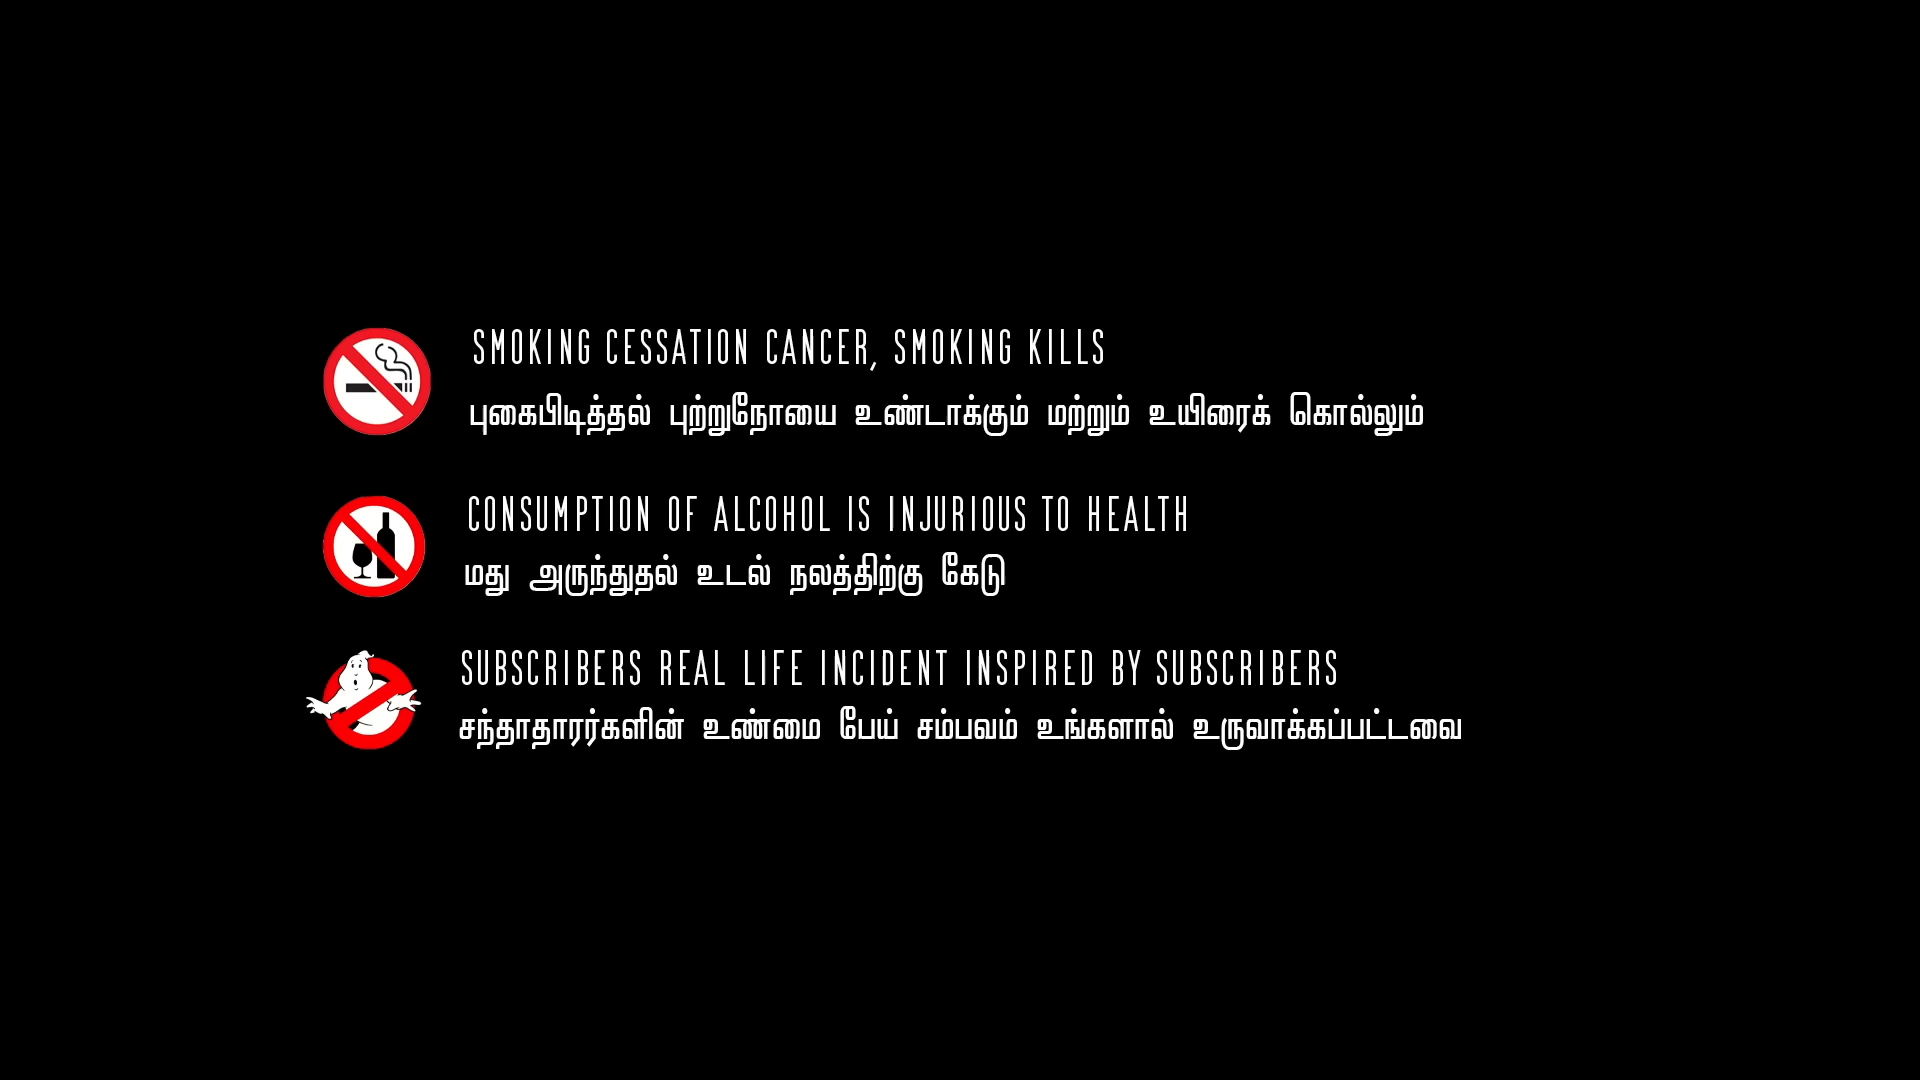 SMOKING CESSATION CANCER, SMOKING KILLS
புகைபிடித்தல் புற்றுநோயை உண்டாக்கும் மற்றும் உயிரைக் கொல்லும்
CONSUMPTION OF ALCOHOL IS INJURIOUS TO HEALTH
மது அருந்துதல் உடல் நலத்திற்கு கேடு
SUBSCRIBERS REAL LIFE INCIDENT INSPIRED BY SUBSCRIBERS
சந்தாதாரர்களின் உண்மை பேய் சம்பவம் உங்களால் உருவாக்கப்பட்டவை